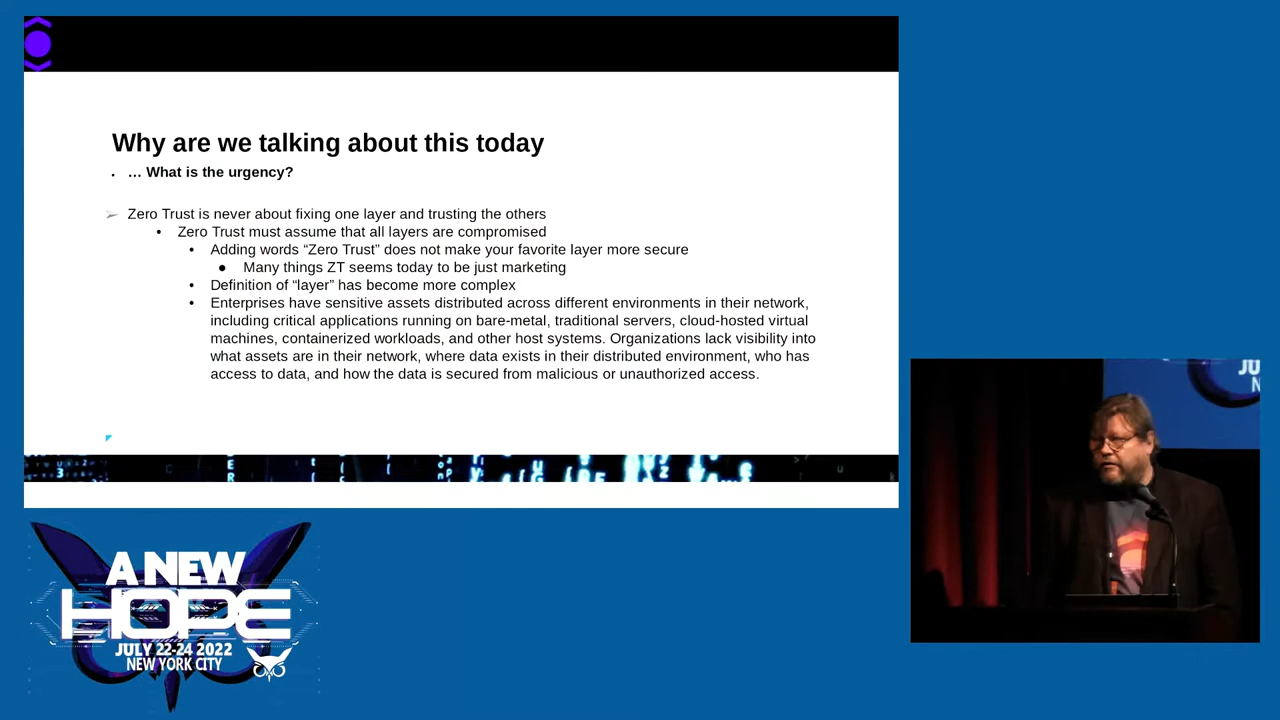 Why are we talking about this today
. … What is the urgency?
➢ Zero Trust is never about fixing one layer and trusting the others
• Zero Trust must assume that all layers are compromised
• Adding words “Zero Trust” does not make your favorite layer more secure
● Many things ZT seems today to be just marketing
• Definition of “layer” has become more complex
• Enterprises have sensitive assets distributed across different environments in their network,
including critical applications running on bare-metal, traditional servers, cloud-hosted virtual
machines, containerized workloads, and other host systems. Organizations lack visibility into
what assets are in their network, where data exists in their distributed environment, who has
access to data, and how the data is secured from malicious or unauthorized access.
JU
N
A NEW
HOPE
JULY 22-24 2022
NEW YORK CITY